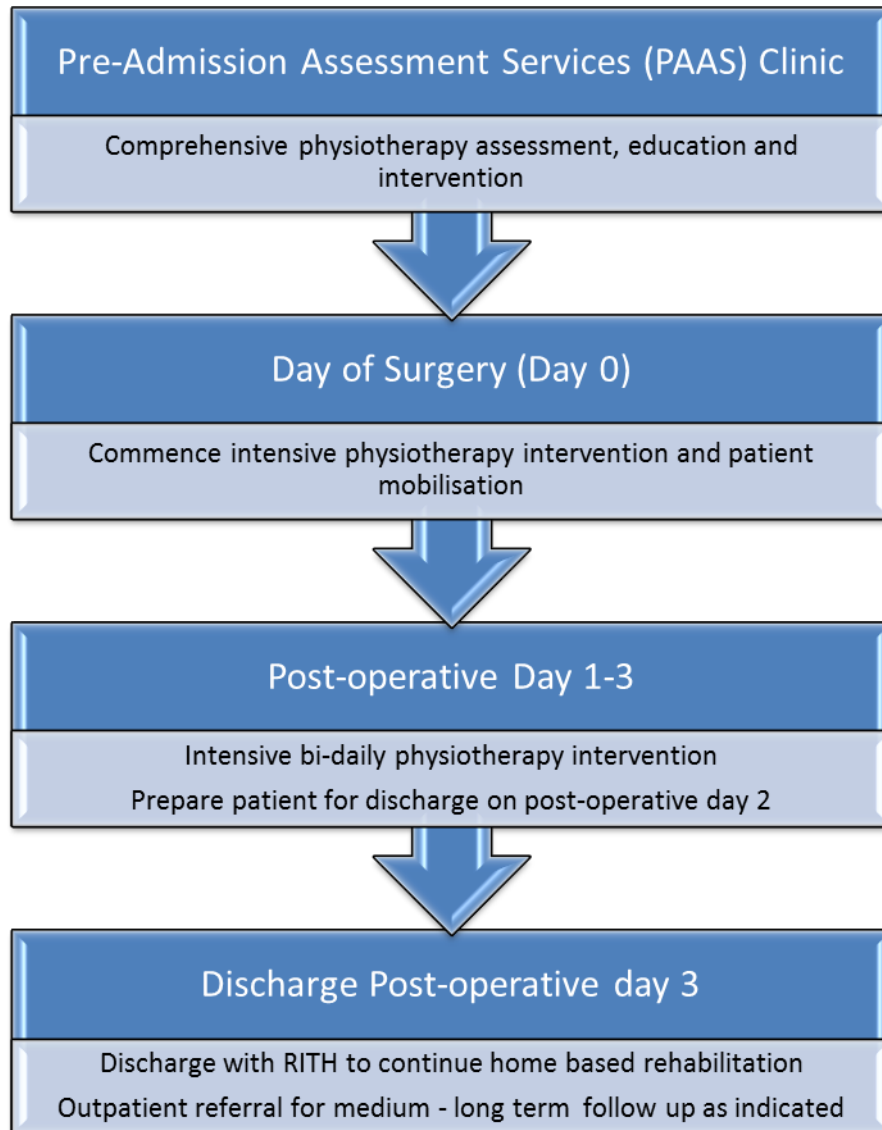 Pre-Admission Assessment Services (PAAS) Clinic
Comprehensive physiotherapy assessment, education and
intervention
Day of Surgery (Day 0)
Commence intensive physiotherapy intervention and patient
mobilisation
Post-operative Day 1-3
Intensive bi-daily physiotherapy intervention
Prepare patient for discharge on post-operative day 2
Discharge Post-operative day 3
Discharge with RITH to continue home based rehabilitation
Outpatient referral for medium - long term follow up as indicated